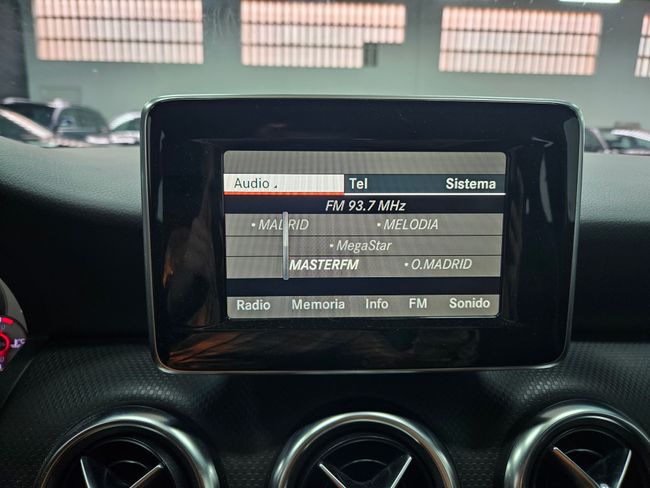 Audio Tel Sistema
FM 93.7 MHz
• MADRID • MELODIA
• MegaStar
MASTERFM • O.MADRID
Radio Memoria Info FM Sonido